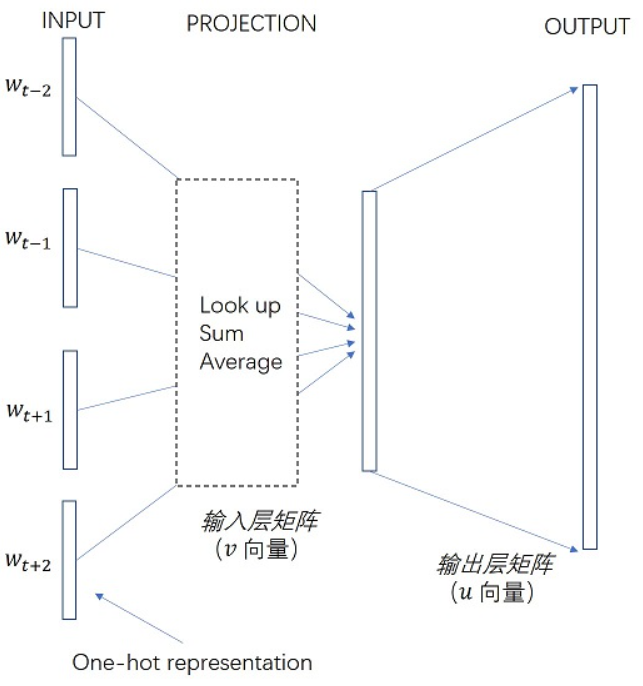 INPUT
PROJECTION
OUTPUT
w_{t-2}
w_{t-1}
w_{t+1}
w_{t+2}
Look up
Sum
Average
输入层矩阵
(v 向量)
输出层矩阵
(u 向量)
One-hot representation